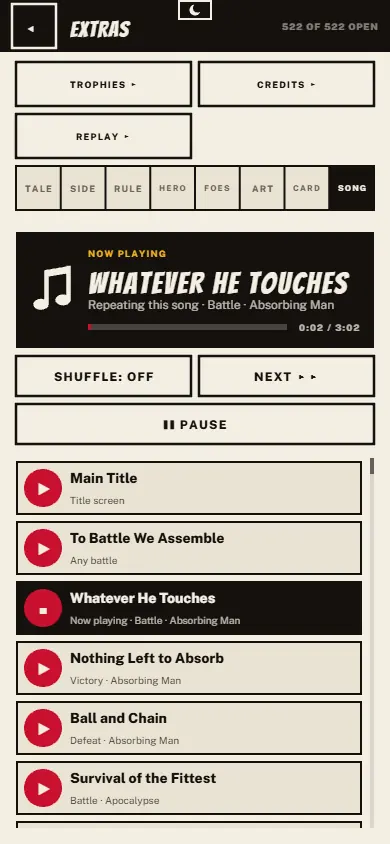 EXTRAS
522 OF 522 OPEN
TROPHIES
CREDITS
REPLAY
TALE SIDE RULE HERO FOES ART CARD SONG
NOW PLAYING
WHATEVER HE TOUCHES
Repeating this song · Battle · Absorbing Man
0:02 / 3:02
SHUFFLE: OFF
NEXT
PAUSE
Main Title
Title screen
To Battle We Assemble
Any battle
Whatever He Touches
Now playing · Battle · Absorbing Man
Nothing Left to Absorb
Victory · Absorbing Man
Ball and Chain
Defeat · Absorbing Man
Survival of the Fittest
Battle · Apocalypse